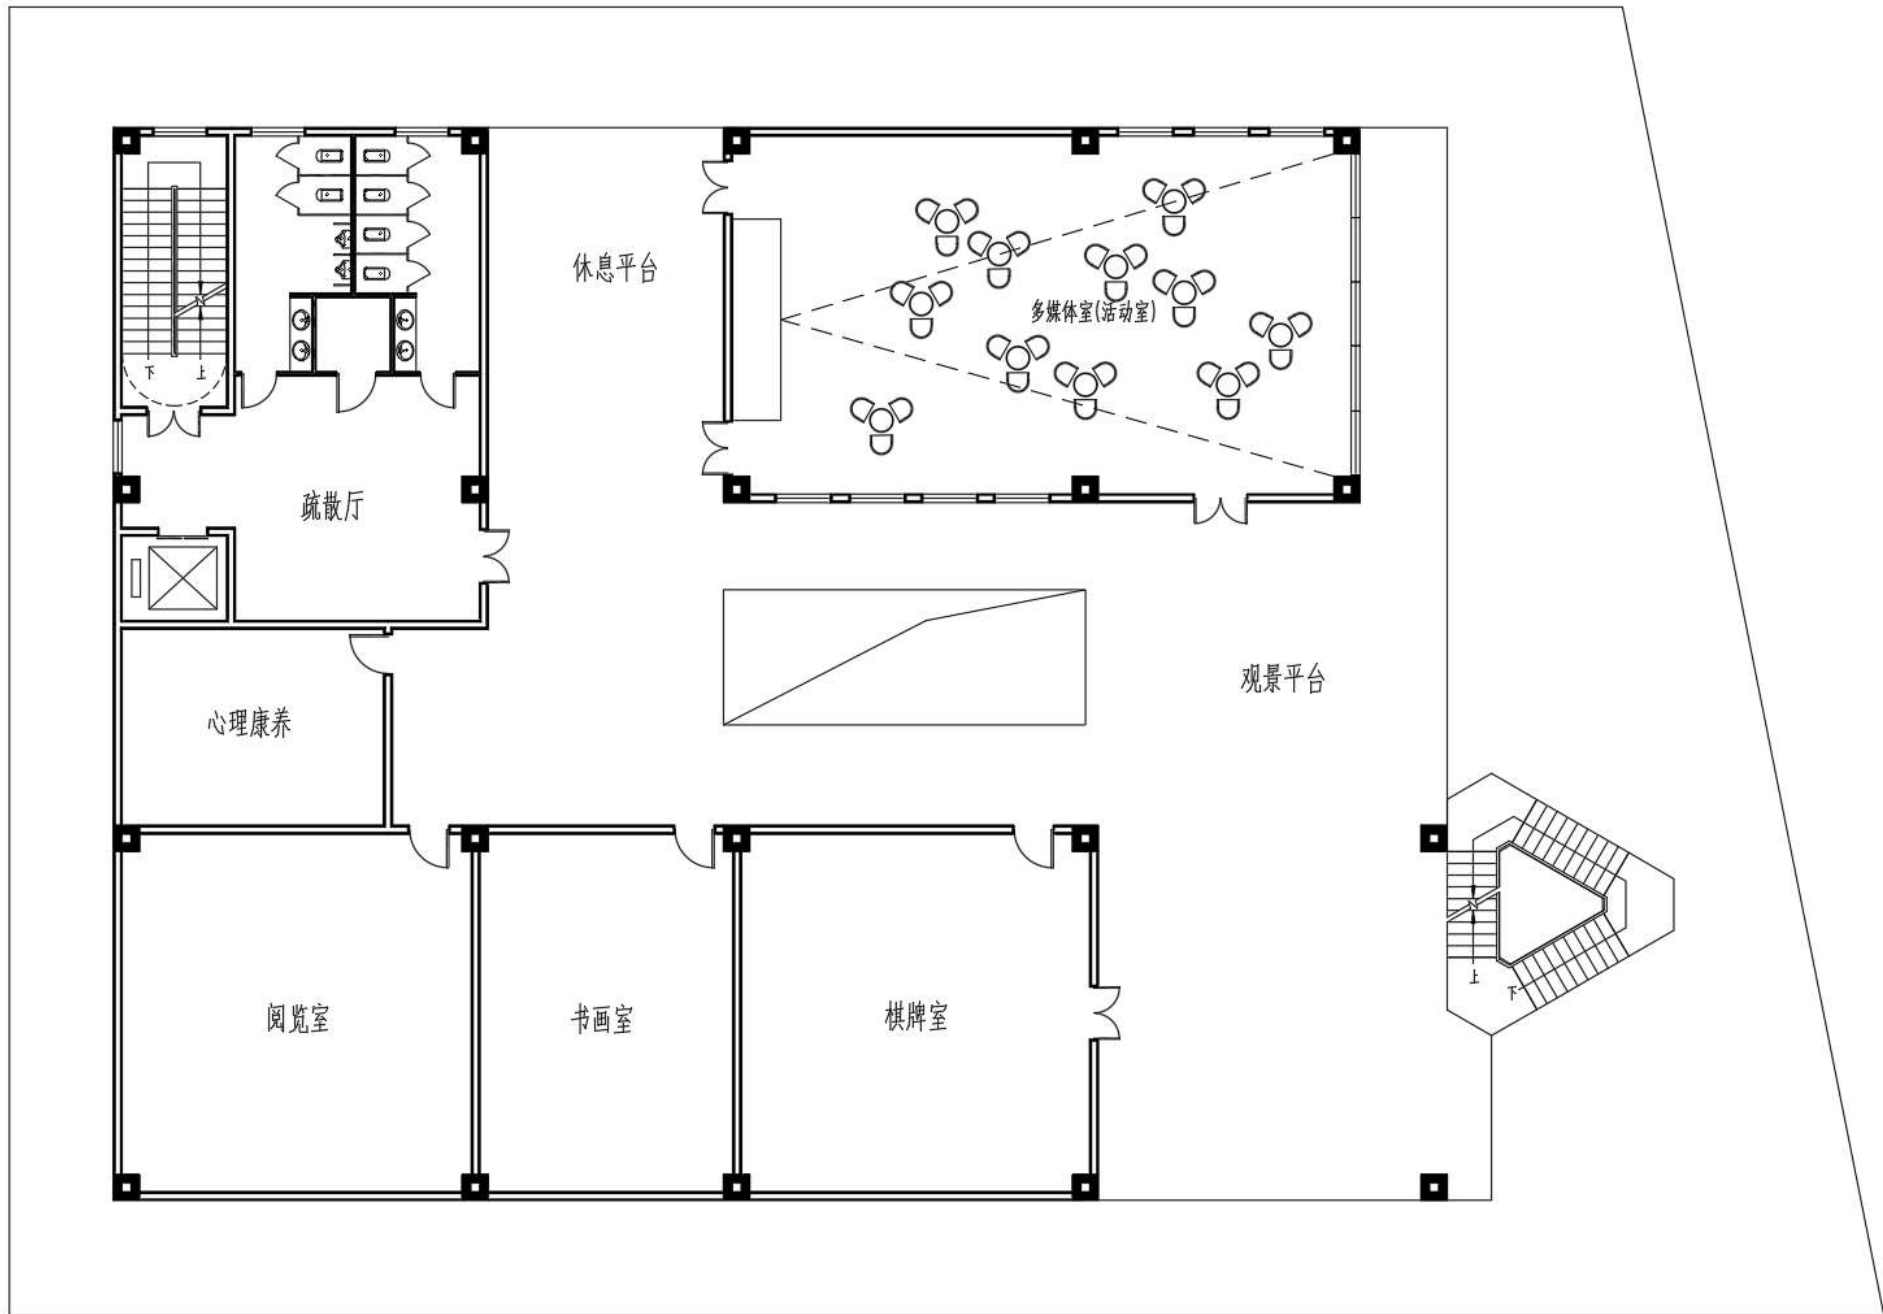 休息平台
多媒体室(活动室)
下
上
疏散厅
观景平台
心理康养
上
下
阅览室
书画室
棋牌室